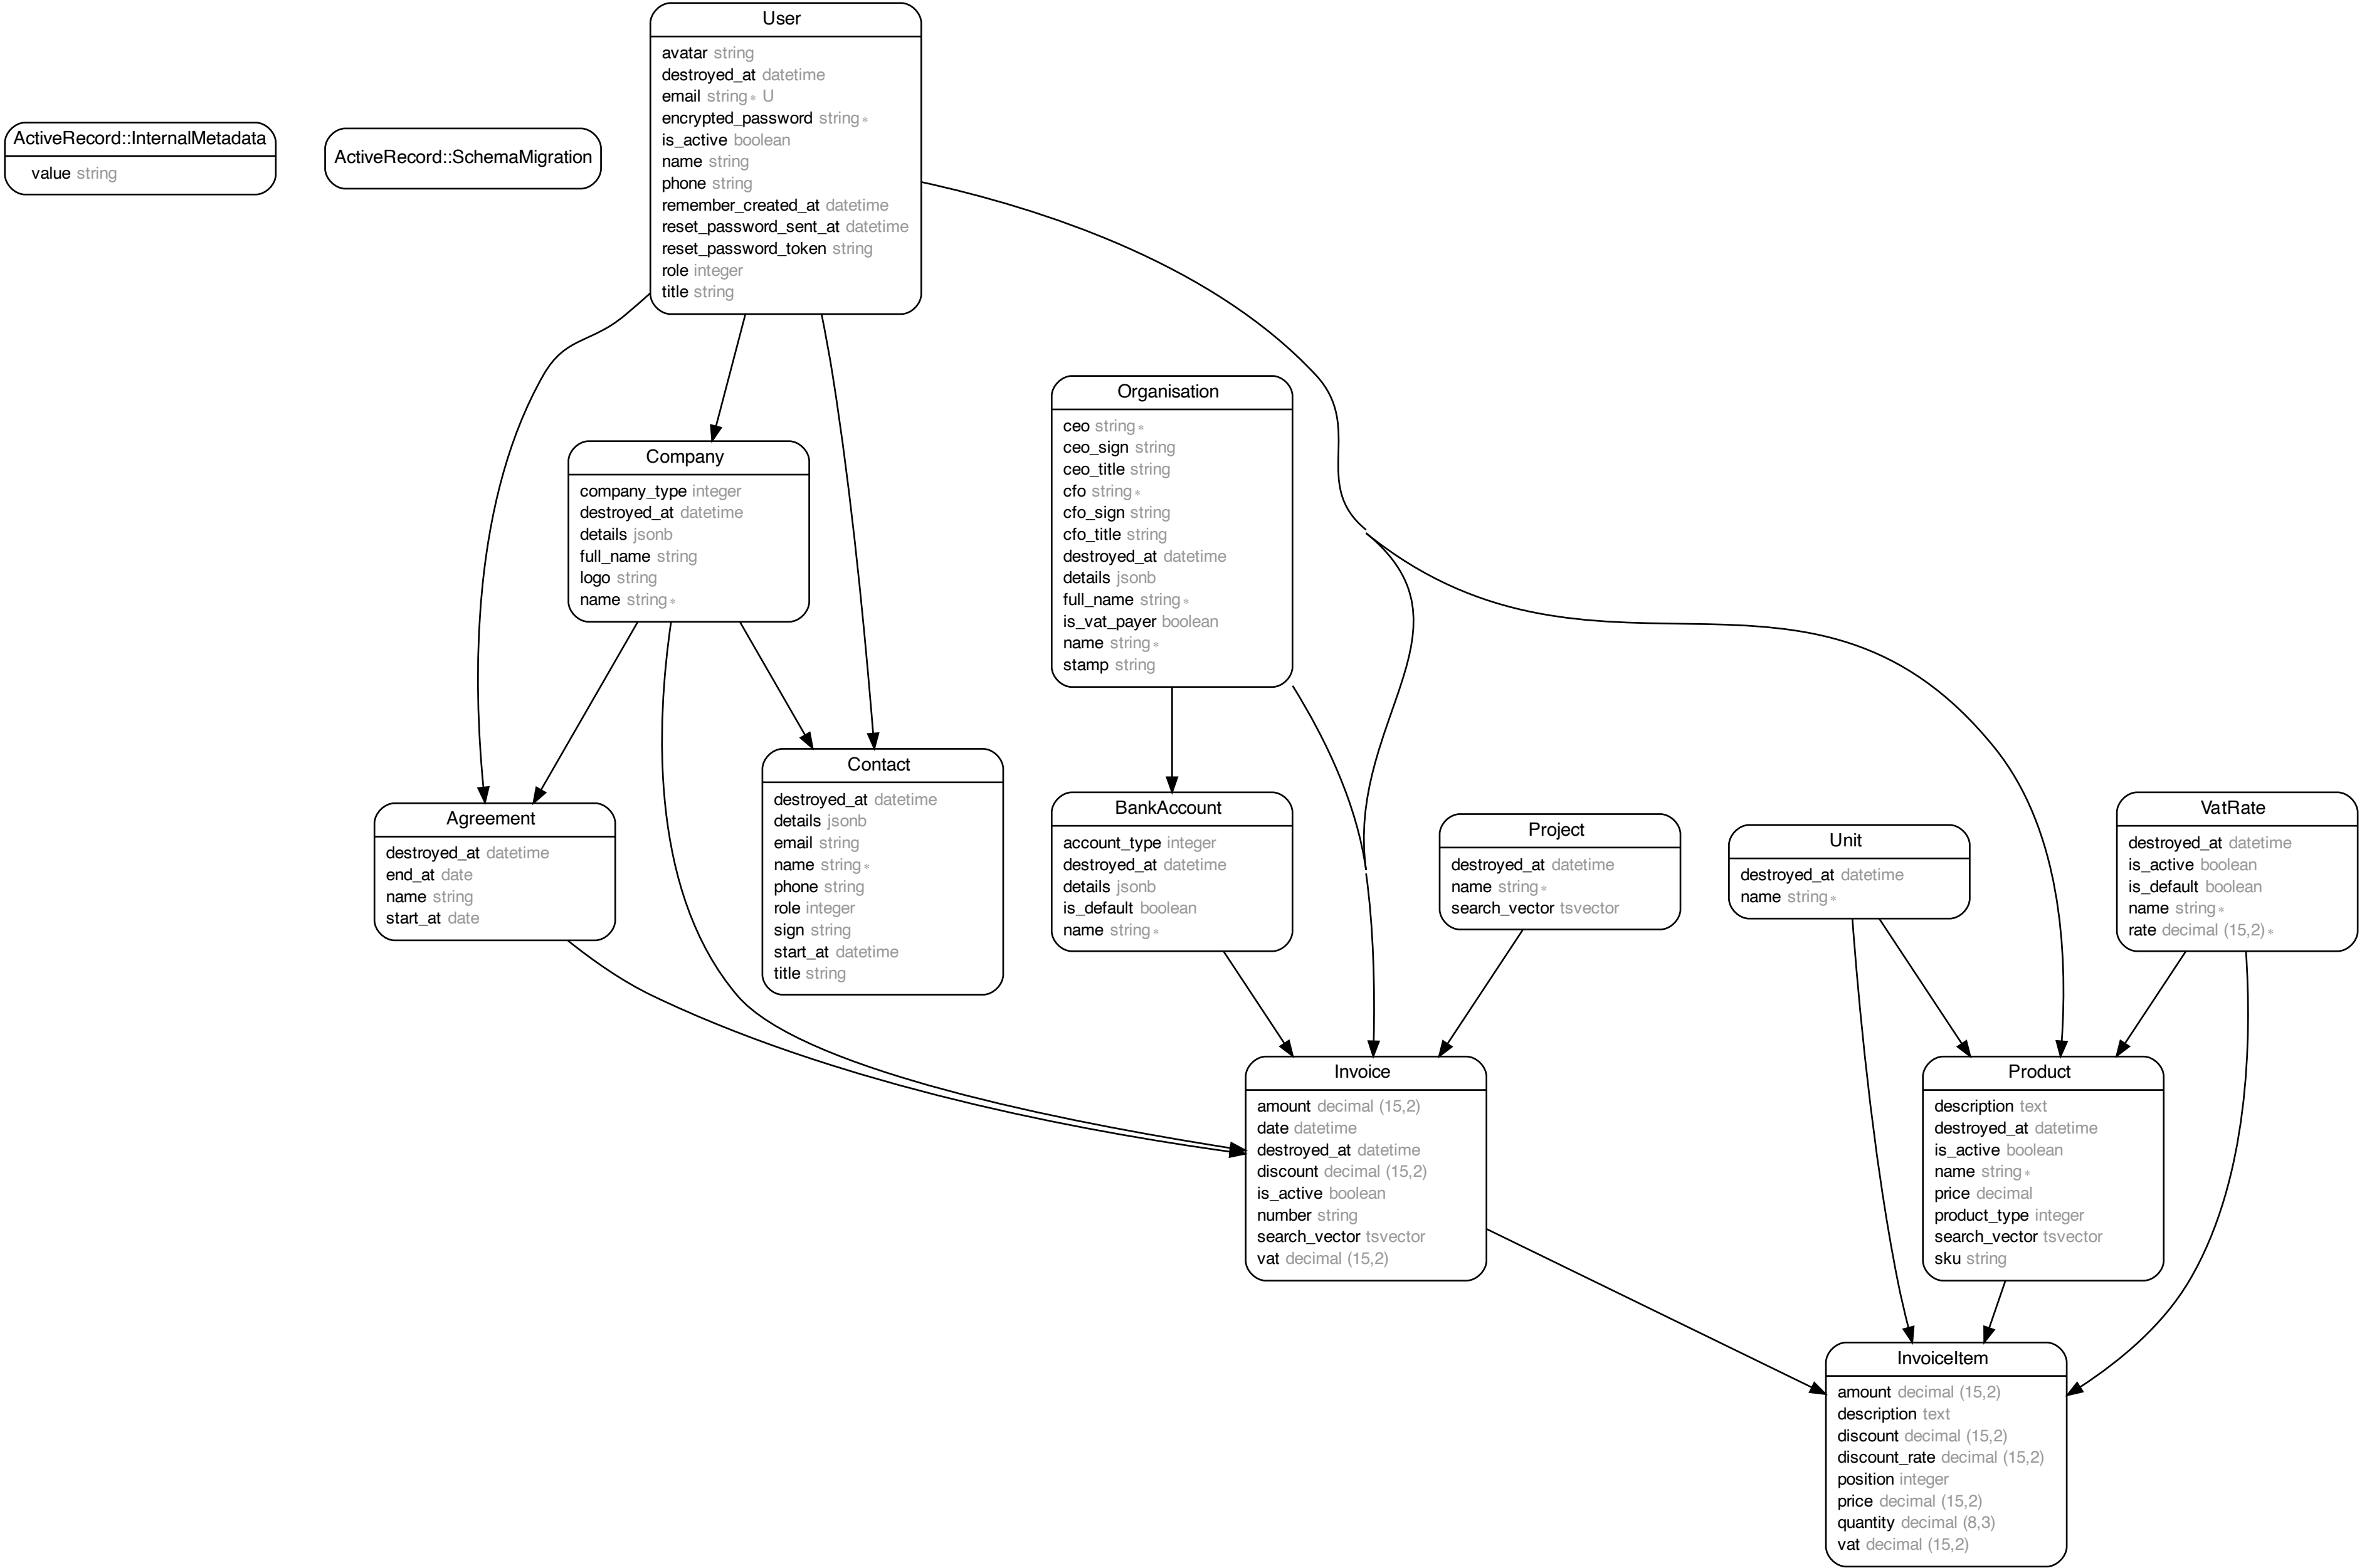 User
avatar string
destroyed_at datetime
email string * U
encrypted_password string *
is_active boolean
name string
phone string
remember_created_at datetime
reset_password_sent_at datetime
reset_password_token string
role integer
title string
ActiveRecord::InternalMetadata
value string
ActiveRecord::SchemaMigration
Organisation
ceo string *
ceo_sign string
ceo_title string
cfo string *
cfo_sign string
cfo_title string
destroyed_at datetime
details jsonb
full_name string *
is_vat_payer boolean
name string *
stamp string
Company
company_type integer
destroyed_at datetime
details jsonb
full_name string
logo string
name string *
Contact
destroyed_at datetime
details jsonb
email string
name string *
phone string
role integer
sign string
start_at datetime
title string
Agreement
destroyed_at datetime
end_at date
name string
start_at date
BankAccount
account_type integer
destroyed_at datetime
details jsonb
is_default boolean
name string *
Project
destroyed_at datetime
name string *
search_vector tsvector
Unit
destroyed_at datetime
name string *
VatRate
destroyed_at datetime
is_active boolean
is_default boolean
name string *
rate decimal (15,2) *
Invoice
amount decimal (15,2)
date datetime
destroyed_at datetime
discount decimal (15,2)
is_active boolean
number string
search_vector tsvector
vat decimal (15,2)
Product
description text
destroyed_at datetime
is_active boolean
name string *
price decimal
product_type integer
search_vector tsvector
sku string
InvoiceItem
amount decimal (15,2)
description text
discount decimal (15,2)
discount_rate decimal (15,2)
position integer
price decimal (15,2)
quantity decimal (8,3)
vat decimal (15,2)